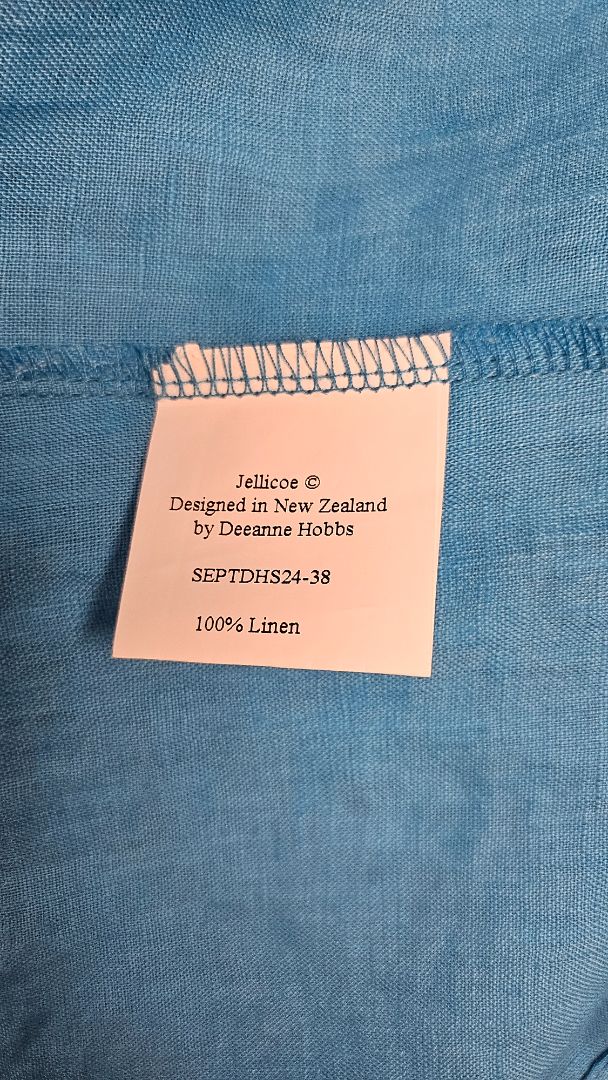 Jellicoe ©
Designed in New Zealand
by Deeanne Hobbs
SEPTDHS24-38
100% Linen